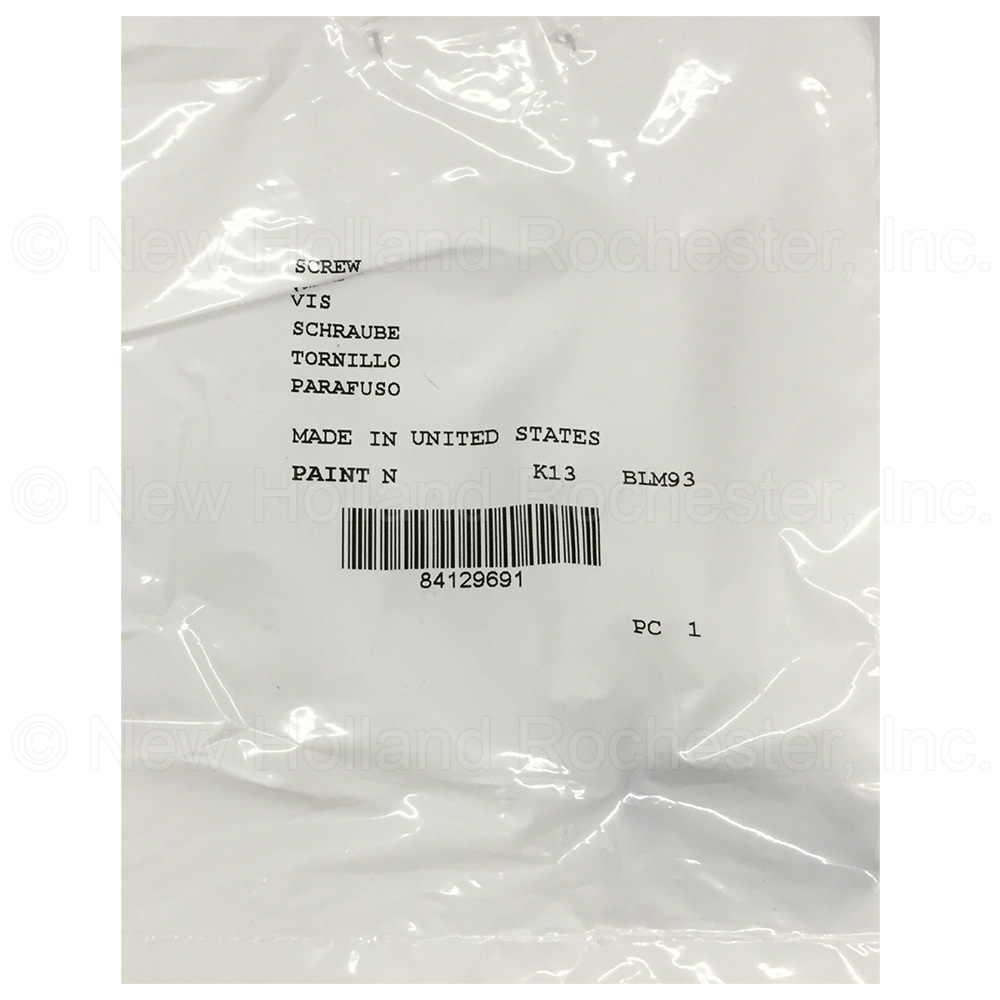 © New Holland Rochester, Inc.
SCREW
VIS
SCHRAUBE
TORNILLO
PARAFUSO
MADE IN UNITED STATES
PAINT N K13 BLM93
© New Holland Rochester, Inc.
84129691
PC 1
© New Holland Rochester, Inc.